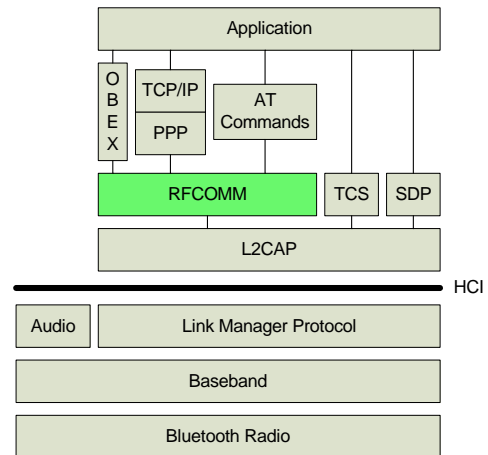 Application
O
B
E
X
TCP/IP
PPP
AT
Commands
RFCOMM
TCS
SDP
L2CAP
HCI
Audio
Link Manager Protocol
Baseband
Bluetooth Radio